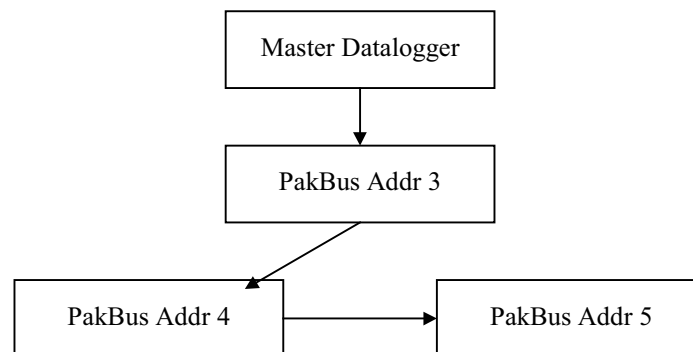 Master Datalogger
PakBus Addr 3
PakBus Addr 4
PakBus Addr 5